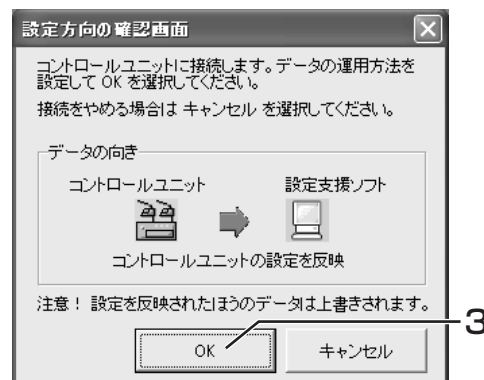 設定方向の確認画面
コントロールユニットに接続します。データの運用方法を
設定して OK を選択してください。
接続をやめる場合は キャンセル を選択してください。
データの向き
コントロールユニット 設定支援ソフト
コントロールユニットの設定を反映
注意！ 設定を反映されたほうのデータは上書きされます。
OK キャンセル 3